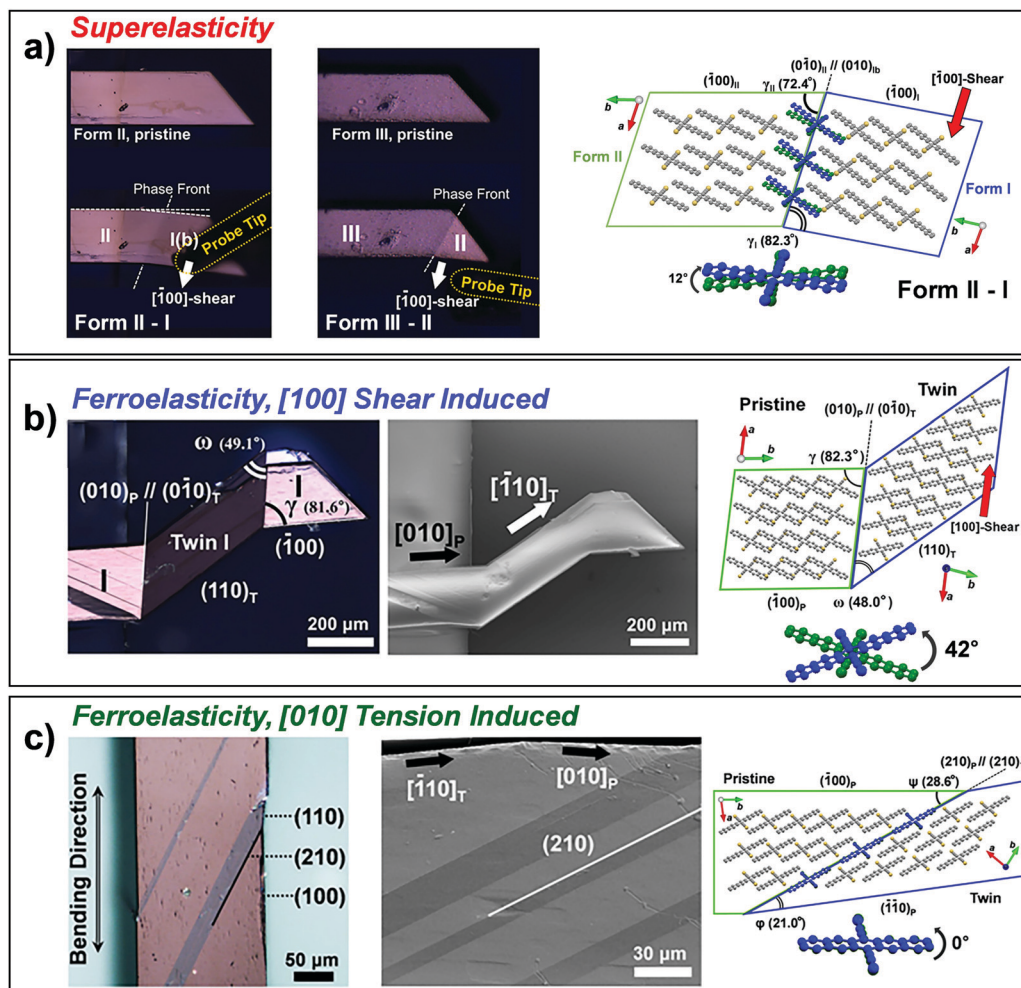 a)
Superelasticity
Form II, pristine
Phase Front
II
I(b)
Probe Tip
[1̄00]-shear
Form II - I
Form III, pristine
Phase Front
III
II
Probe Tip
[1̄00]-shear
Form III - II
(1̄00)II
γII (72.4°)
(01̄0)II // (010)Ib
(1̄00)I
[1̄00]-Shear
b
a
Form II
Form I
b
a
γI (82.3°)
12°
Form II - I
b)
Ferroelasticity, [100] Shear Induced
ω (49.1°)
(010)P // (01̄0)T
I
γ (81.6°)
Twin I
(1̄00)
I
(110)T
200 μm
[1̄10]T
[010]P
200 μm
Twin
Pristine
(010)P // (01̄0)T
a
b
γ (82.3°)
[100]-Shear
(110)T
b
a
(1̄00)P
ω (48.0°)
42°
c)
Ferroelasticity, [010] Tension Induced
Bending Direction
(110)
(210)
(100)
50 μm
[1̄10]T
[010]P
(210)
30 μm
(210)P // (210)
Pristine
(1̄00)P
ψ (28.6°)
b
a
b
a
(1̄1̄0)P
Twin
φ (21.0°)
0°